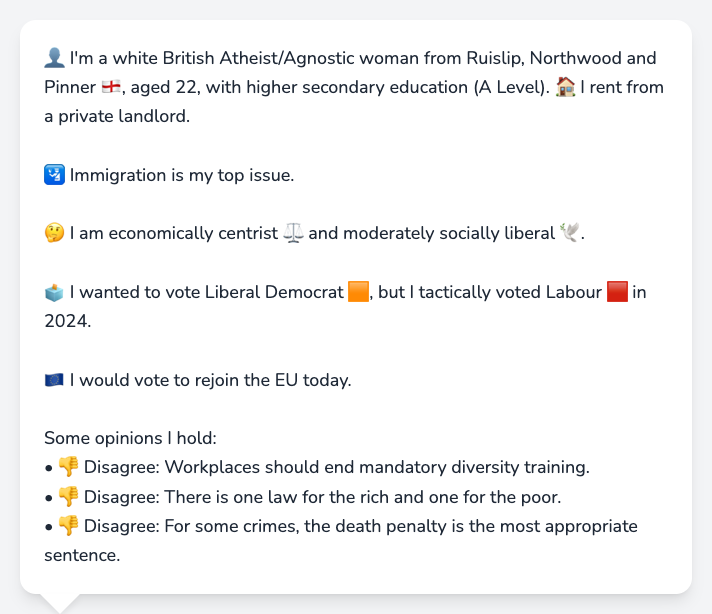 👤 I'm a white British Atheist/Agnostic woman from Ruislip, Northwood and
Pinner 🏴󠁧󠁢󠁥󠁮󠁧󠁿, aged 22, with higher secondary education (A Level). 🏠 I rent from
a private landlord.
🛂 Immigration is my top issue.
🤔 I am economically centrist ⚖️ and moderately socially liberal 🕊️.
🗳️ I wanted to vote Liberal Democrat 🟧, but I tactically voted Labour 🟥 in
2024.
🇪🇺 I would vote to rejoin the EU today.
Some opinions I hold:
• 👎 Disagree: Workplaces should end mandatory diversity training.
• 👎 Disagree: There is one law for the rich and one for the poor.
• 👎 Disagree: For some crimes, the death penalty is the most appropriate
sentence.